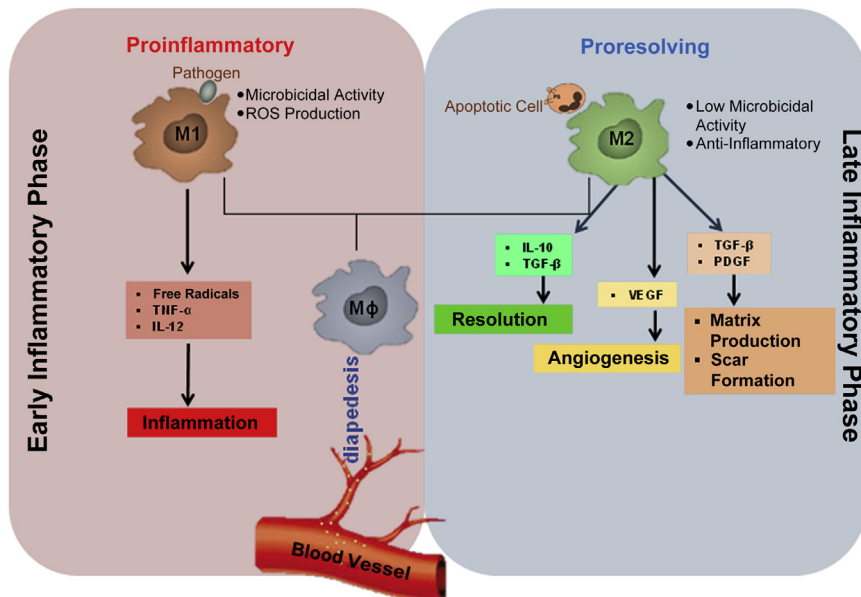 Proinflammatory
Pathogen
● Microbicidal Activity
● ROS Production
M1
Early Inflammatory Phase
▪ Free Radicals
▪ TNF-α
▪ IL-12
Inflammation
Mϕ
diapedesis
Blood Vessel
Proresolving
Apoptotic Cell
PS
M2
● Low Microbicidal
Activity
● Anti-Inflammatory
▪ IL-10
▪ TGF-β
Resolution
▪ VEGF
Angiogenesis
▪ TGF-β
▪ PDGF
▪ Matrix
Production
▪ Scar
Formation
Late Inflammatory Phase